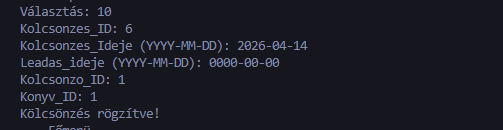 Választás: 10
Kolcsonzes_ID: 6
Kolcsonzes_Ideje (YYYY-MM-DD): 2026-04-14
Leadas_ideje (YYYY-MM-DD): 0000-00-00
Kolcsonzo_ID: 1
Konyv_ID: 1
Kölcsönzés rögzítve!
Főmenü